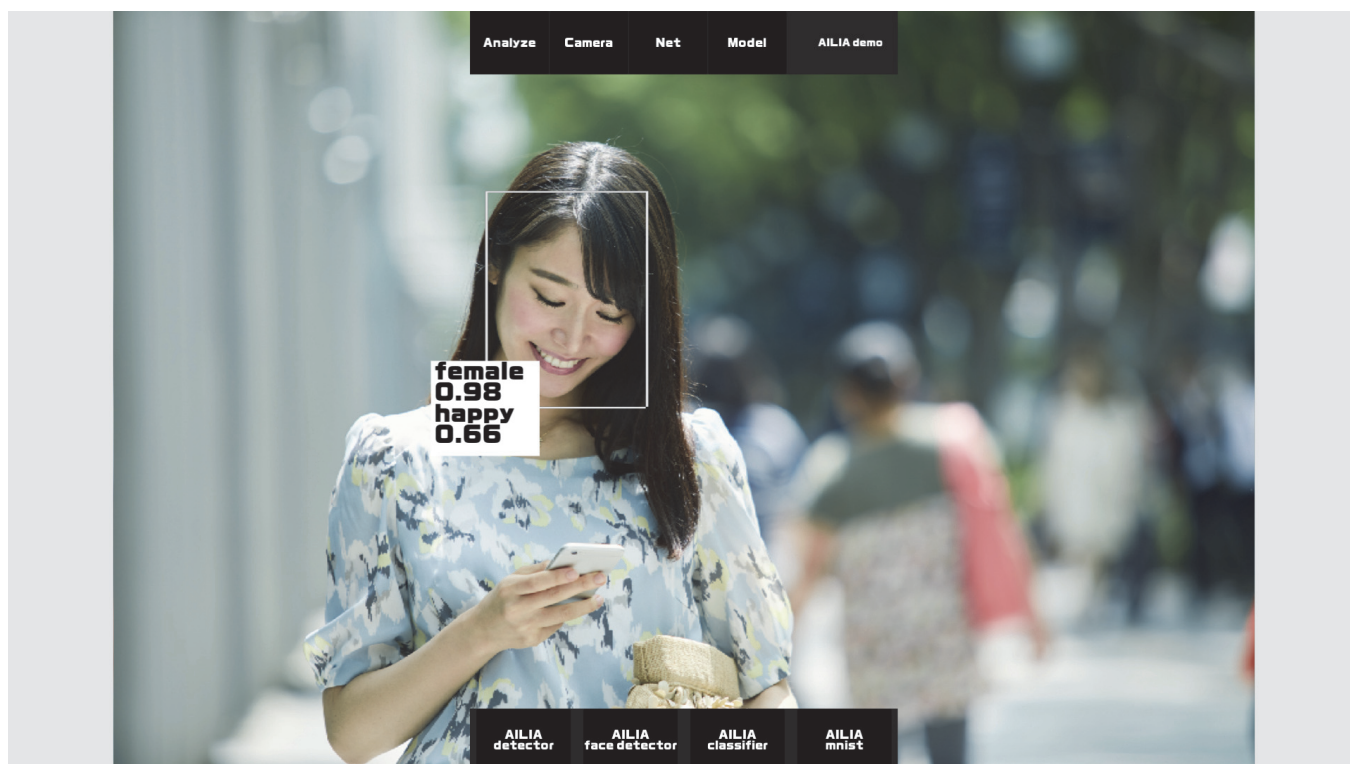 Analyze Camera Net Model AILIA demo
female
0.98
happy
0.66
AILIA detector
AILIA face detector
AILIA classifier
AILIA mnist